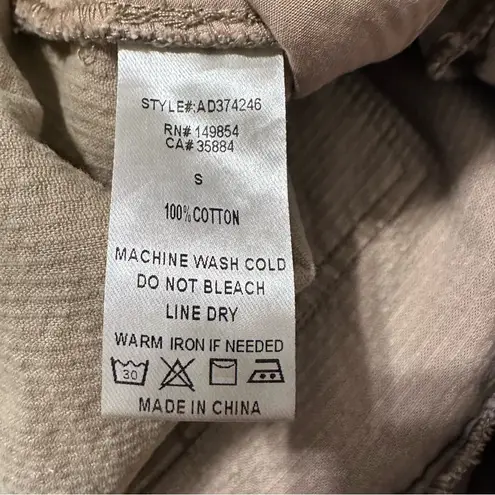 STYLE#:AD374246
RN# 149854
CA# 35884
S
100% COTTON
MACHINE WASH COLD
DO NOT BLEACH
LINE DRY
WARM IRON IF NEEDED
30
MADE IN CHINA